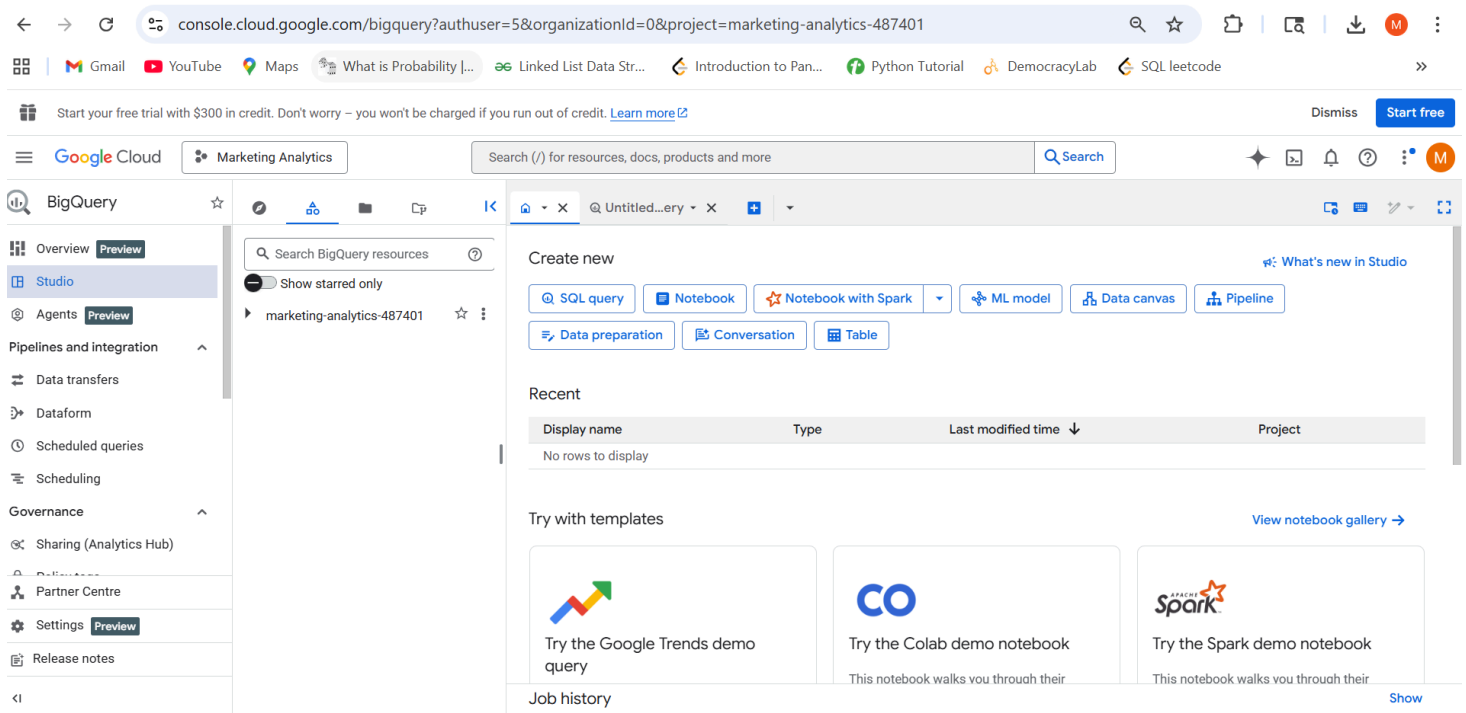 console.cloud.google.com/bigquery?authuser=5&organizationId=0&project=marketing-analytics-487401
M
Gmail
YouTube
Maps
What is Probability |...
Linked List Data Str...
Introduction to Pan...
Python Tutorial
DemocracyLab
SQL leetcode
Start your free trial with $300 in credit. Don't worry – you won't be charged if you run out of credit. Learn more
Dismiss
Start free
Google Cloud
Marketing Analytics
Search (/) for resources, docs, products and more
Search
M
BigQuery
Overview Preview
Studio
Agents Preview
Pipelines and integration
Data transfers
Dataform
Scheduled queries
Scheduling
Governance
Sharing (Analytics Hub)
Partner Centre
Settings Preview
Release notes
Search BigQuery resources
Show starred only
marketing-analytics-487401
Untitled...ery
Create new
What's new in Studio
SQL query
Notebook
Notebook with Spark
ML model
Data canvas
Pipeline
Data preparation
Conversation
Table
Recent
Display name Type Last modified time Project
No rows to display
Try with templates
View notebook gallery
Try the Google Trends demo
query
CO
Try the Colab demo notebook
This notebook walks you through their
APACHE
Spark
Try the Spark demo notebook
This notebook walks you through their
Job history
Show